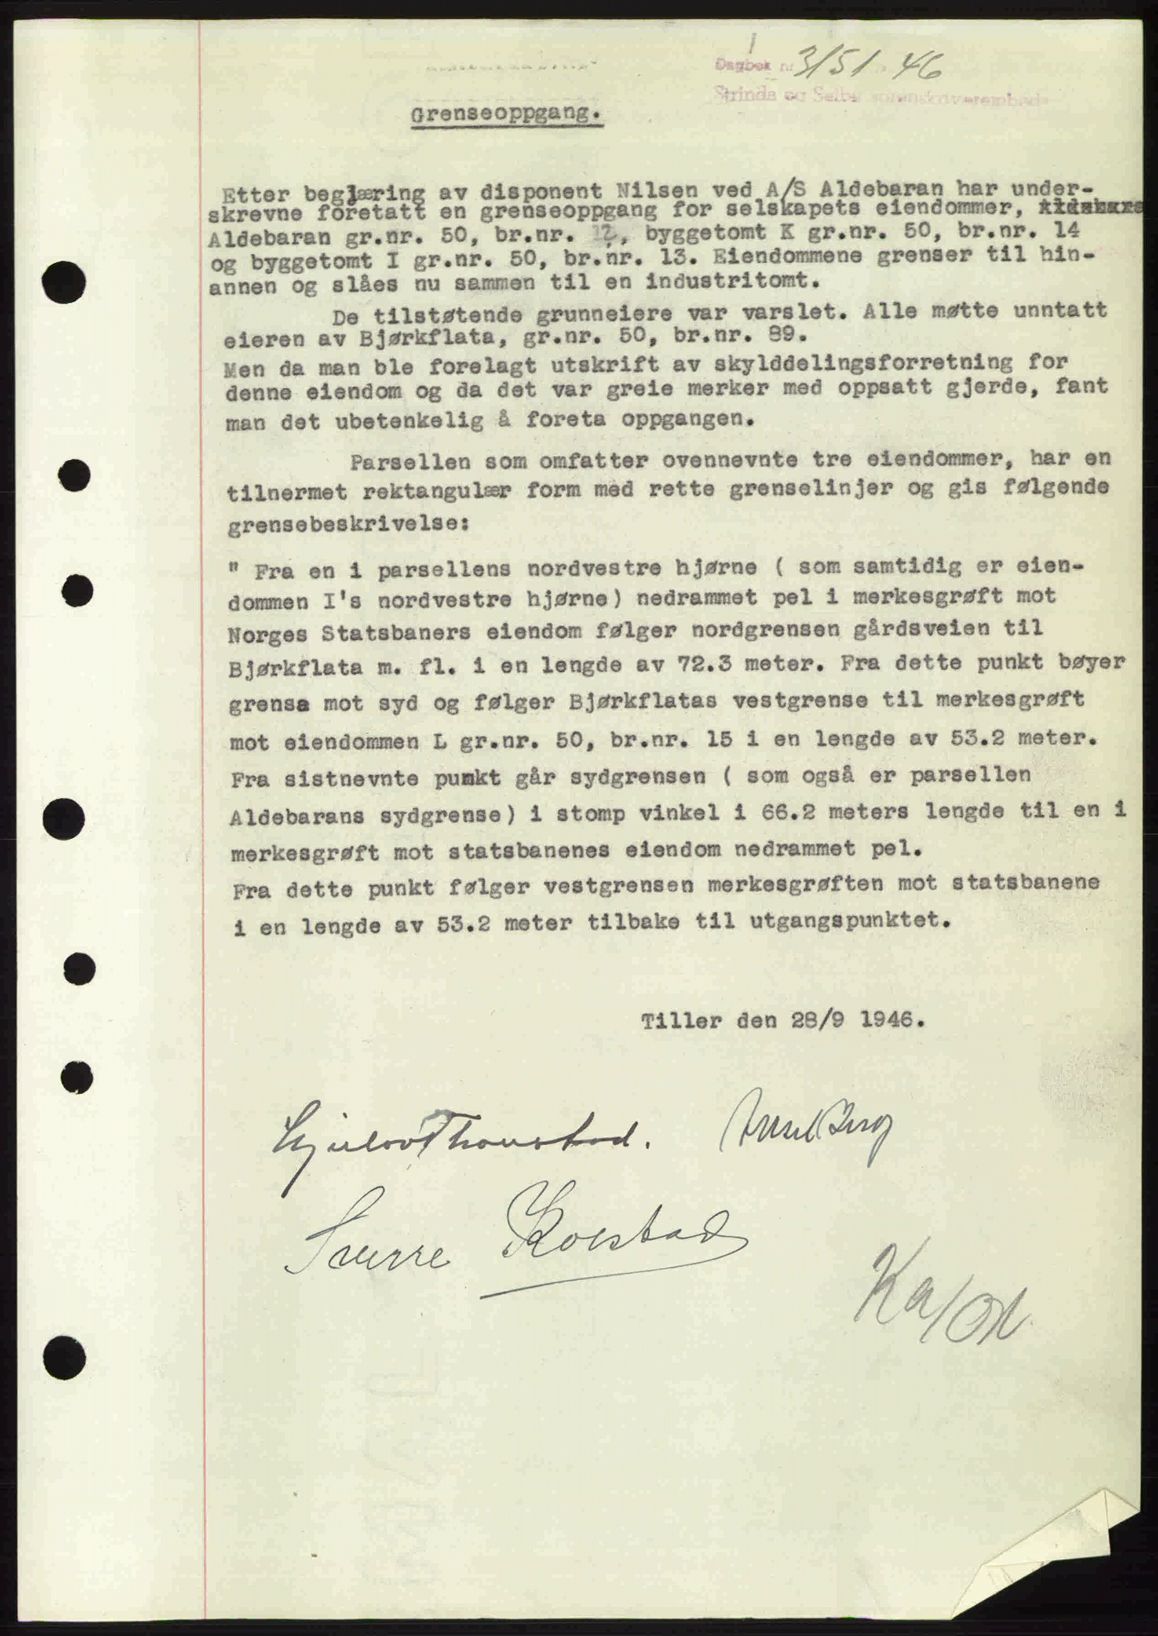 Dagbok nr 3151 46
Strinda og Selbu sorenskriverembede
Grenseoppgang.
Etter beglæring av disponent Nilsen ved A/S Aldebaran har under-
skrevne foretatt en grenseoppgang for selskapets eiendommer,
Aldebaran gr.nr. 50, br.nr. 12, byggetomt K gr.nr. 50, br.nr. 14
og byggetomt I gr.nr. 50, br.nr. 13. Eiendommene grenser til hin-
annen og slåes nu sammen til en industritomt.
De tilstøtende grunneiere var varslet. Alle møtte unntatt
eieren av Bjørkflata, gr.nr. 50, br.nr. 89.
Men da man ble forelagt utskrift av skylddelingsforretning for
denne eiendom og da det var greie merker med oppsatt gjerde, fant
man det ubetenkelig å foreta oppgangen.
Parsellen som omfatter ovennevnte tre eiendommer, har en
tilnermet rektangulær form med rette grenselinjer og gis følgende
grensebeskrivelse:
" Fra en i parsellens nordvestre hjørne ( som samtidig er eien-
dommen I's nordvestre hjørne) nedrammet pel i merkesgrøft mot
Norges Statsbaners eiendom følger nordgrensen gårdsveien til
Bjørkflata m. fl. i en lengde av 72.3 meter. Fra dette punkt bøyer
grensa mot syd og følger Bjørkflatas vestgrense til merkesgrøft
mot eiendommen L gr.nr. 50, br.nr. 15 i en lengde av 53.2 meter.
Fra sistnevnte punkt går sydgrensen ( som også er parsellen
Aldebarans sydgrense) i stomp vinkel i 66.2 meters lengde til en i
merkesgrøft mot statsbanenes eiendom nedrammet pel.
Fra dette punkt følger vestgrensen merkesgrøften mot statsbanene
i en lengde av 53.2 meter tilbake til utgangspunktet.
Tiller den 28/9 1946.
Sverre Kolstad
Ka/OH